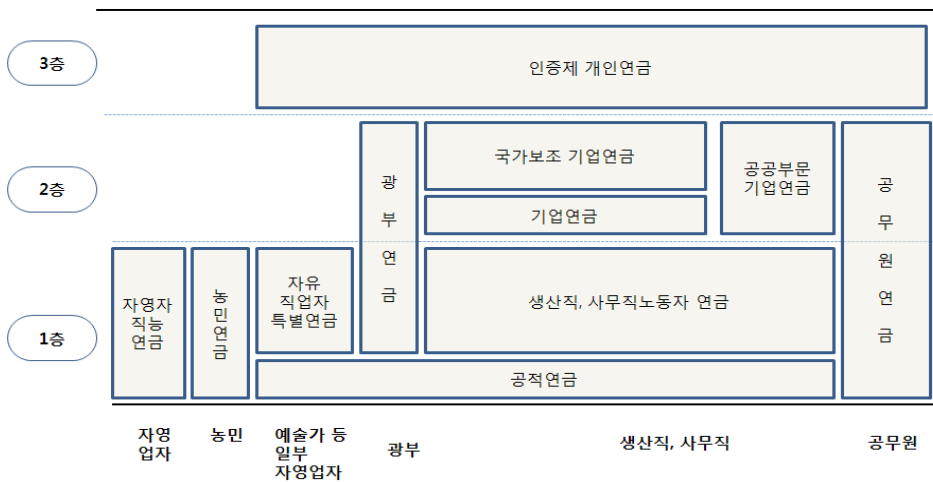 3층
인증제 개인연금
2층
광
부
연
금
국가보조 기업연금
기업연금
공공부문
기업연금
공
무
원
연
금
1층
자영자
직능
연금
농
민
연
금
자유
직업자
특별연금
생산직, 사무직노동자 연금
공적연금
자영
업자
농민
예술가 등
일부
자영업자
광부
생산직, 사무직
공무원